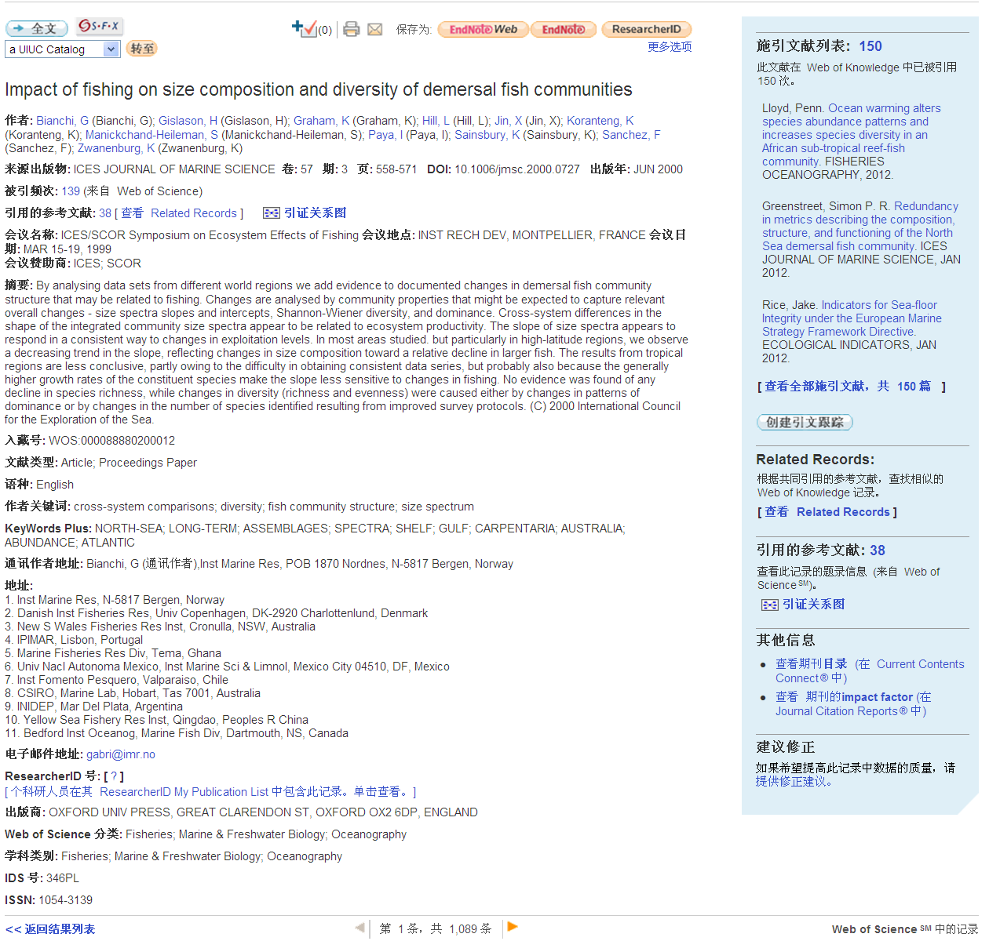 全文
S·F·X
(0)
保存为:
EndNote Web
EndNote
ResearcherID
a UIUC Catalog
转至
更多选项
Impact of fishing on size composition and diversity of demersal fish communities
作者: Bianchi, G (Bianchi, G); Gislason, H (Gislason, H); Graham, K (Graham, K); Hill, L (Hill, L); Jin, X (Jin, X); Koranteng, K
(Koranteng, K); Manickchand-Heileman, S (Manickchand-Heileman, S); Paya, I (Paya, I); Sainsbury, K (Sainsbury, K); Sanchez, F
(Sanchez, F); Zwanenburg, K (Zwanenburg, K)
来源出版物: ICES JOURNAL OF MARINE SCIENCE 卷: 57 期: 3 页: 558-571 DOI: 10.1006/jmsc.2000.0727 出版年: JUN 2000
被引频次: 139 (来自 Web of Science)
引用的参考文献: 38 [ 查看 Related Records ] 引证关系图
会议名称: ICES/SCOR Symposium on Ecosystem Effects of Fishing 会议地点: INST RECH DEV, MONTPELLIER, FRANCE 会议日
期: MAR 15-19, 1999
会议赞助商: ICES; SCOR
摘要: By analysing data sets from different world regions we add evidence to documented changes in demersal fish community
structure that may be related to fishing. Changes are analysed by community properties that might be expected to capture relevant
overall changes - size spectra slopes and intercepts, Shannon-Wiener diversity, and dominance. Cross-system differences in the
shape of the integrated community size spectra appear to be related to ecosystem productivity. The slope of size spectra appears to
respond in a consistent way to changes in exploitation levels. In most areas studied. but particularly in high-latitude regions, we observe
a decreasing trend in the slope, reflecting changes in size composition toward a relative decline in larger fish. The results from tropical
regions are less conclusive, partly owing to the difficulty in obtaining consistent data series, but probably also because the generally
higher growth rates of the constituent species make the slope less sensitive to changes in fishing. No evidence was found of any
decline in species richness, while changes in diversity (richness and evenness) were caused either by changes in patterns of
dominance or by changes in the number of species identified resulting from improved survey protocols. (C) 2000 International Council
for the Exploration of the Sea.
入藏号: WOS:000088880200012
文献类型: Article; Proceedings Paper
语种: English
作者关键词: cross-system comparisons; diversity; fish community structure; size spectrum
KeyWords Plus: NORTH-SEA; LONG-TERM; ASSEMBLAGES; SPECTRA; SHELF; GULF; CARPENTARIA; AUSTRALIA;
ABUNDANCE; ATLANTIC
通讯作者地址: Bianchi, G (通讯作者),Inst Marine Res, POB 1870 Nordnes, N-5817 Bergen, Norway
地址:
1. Inst Marine Res, N-5817 Bergen, Norway
2. Danish Inst Fisheries Res, Univ Copenhagen, DK-2920 Charlottenlund, Denmark
3. New S Wales Fisheries Res Inst, Cronulla, NSW, Australia
4. IPIMAR, Lisbon, Portugal
5. Marine Fisheries Res Div, Tema, Ghana
6. Univ Nacl Autonoma Mexico, Inst Marine Sci & Limnol, Mexico City 04510, DF, Mexico
7. Inst Fomento Pesquero, Valparaiso, Chile
8. CSIRO, Marine Lab, Hobart, Tas 7001, Australia
9. INIDEP, Mar Del Plata, Argentina
10. Yellow Sea Fishery Res Inst, Qingdao, Peoples R China
11. Bedford Inst Oceanog, Marine Fish Div, Dartmouth, NS, Canada
电子邮件地址: gabri@imr.no
ResearcherID 号: [ ? ]
[ 个科研人员在其 ResearcherID My Publication List 中包含此记录。单击查看。 ]
出版商: OXFORD UNIV PRESS, GREAT CLARENDON ST, OXFORD OX2 6DP, ENGLAND
Web of Science 分类: Fisheries; Marine & Freshwater Biology; Oceanography
学科类别: Fisheries; Marine & Freshwater Biology; Oceanography
IDS 号: 346PL
ISSN: 1054-3139
<< 返回结果列表
第 1 条，共 1,089 条
Web of Science ℠ 中的记录
施引文献列表: 150
此文献在 Web of Knowledge 中已被引用
150 次。
Lloyd, Penn. Ocean warming alters
species abundance patterns and
increases species diversity in an
African sub-tropical reef-fish
community. FISHERIES
OCEANOGRAPHY, 2012.
Greenstreet, Simon P. R. Redundancy
in metrics describing the composition,
structure, and functioning of the North
Sea demersal fish community. ICES
JOURNAL OF MARINE SCIENCE, JAN
2012.
Rice, Jake. Indicators for Sea-floor
Integrity under the European Marine
Strategy Framework Directive.
ECOLOGICAL INDICATORS, JAN
2012.
[ 查看全部施引文献，共 150 篇 ]
创建引文跟踪
Related Records:
根据共同引用的参考文献，查找相似的
Web of Knowledge 记录。
[ 查看 Related Records ]
引用的参考文献: 38
查看此记录的题录信息 (来自 Web of
Science℠)。
引证关系图
其他信息
● 查看期刊目录 (在 Current Contents
Connect® 中)
● 查看 期刊的impact factor (在
Journal Citation Reports® 中)
建议修正
如果希望提高此记录中数据的质量，请
提供修正建议。